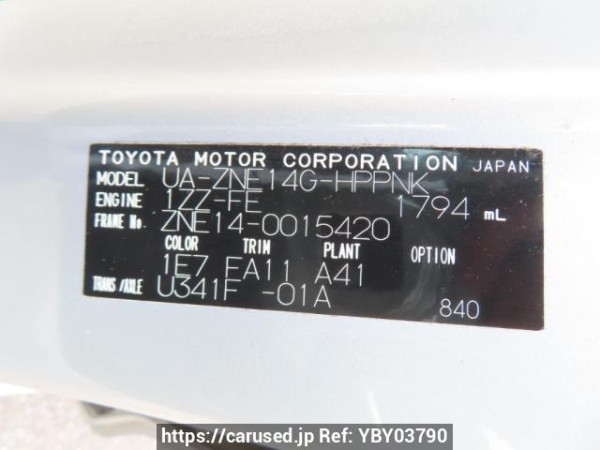 TOYOTA MOTOR CORPORATION JAPAN
MODEL UA-ZNE14G-HPPNK
ENGINE 1ZZ-FE 1794 mL
FRAME No. ZNE14-0015420
COLOR TRIM PLANT OPTION
1E7 FA11 A41
TRANS/AXLE U341F -01A
840
https://carused.jp Ref: YBY03790